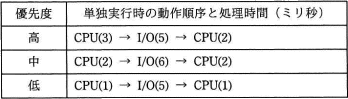 優先度 単独実行時の動作順序と処理時間(ミリ秒)
高 CPU(3) → I/O(5) → CPU(2)
中 CPU(2) → I/O(6) → CPU(2)
低 CPU(1) → I/O(5) → CPU(1)